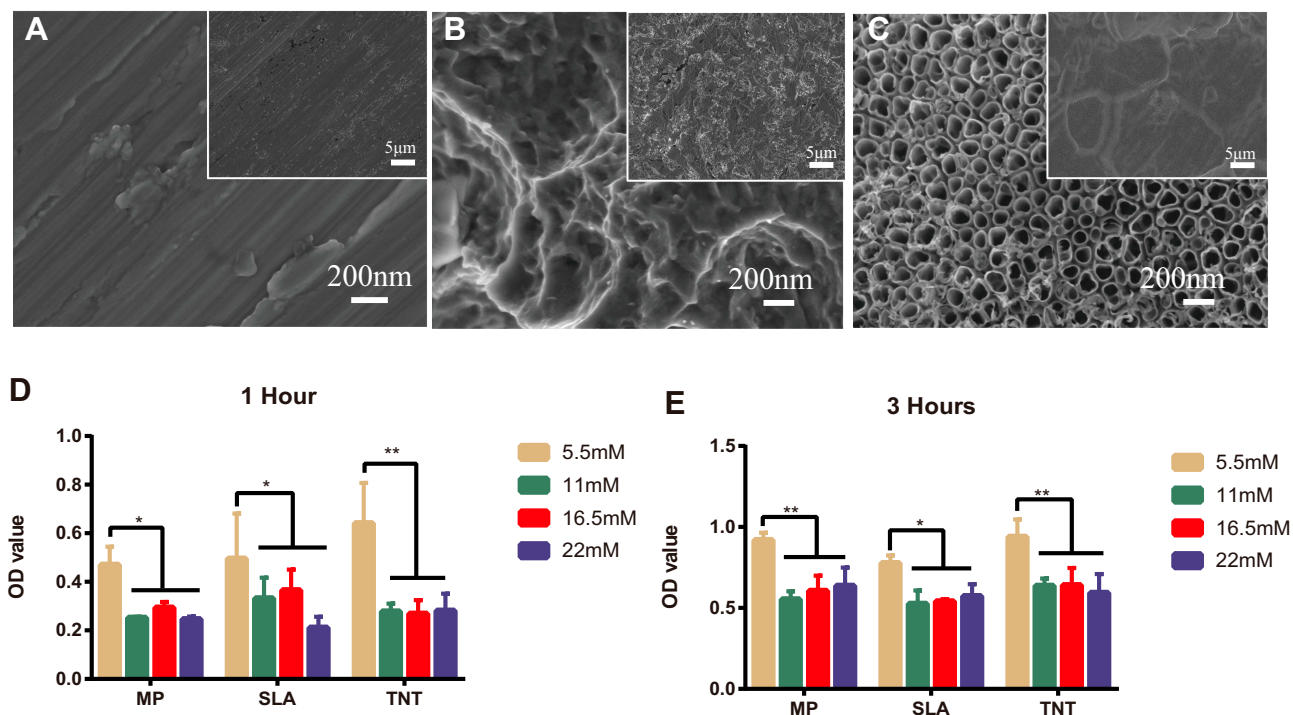 A
5μm
200nm
B
5μm
200nm
C
5μm
200nm
D
1 Hour
OD value
1.0
0.8
0.6
0.4
0.2
0.0
*
*
**
MP
SLA
TNT
5.5mM
11mM
16.5mM
22mM
E
3 Hours
OD value
1.5
1.0
0.5
0.0
**
*
**
MP
SLA
TNT
5.5mM
11mM
16.5mM
22mM